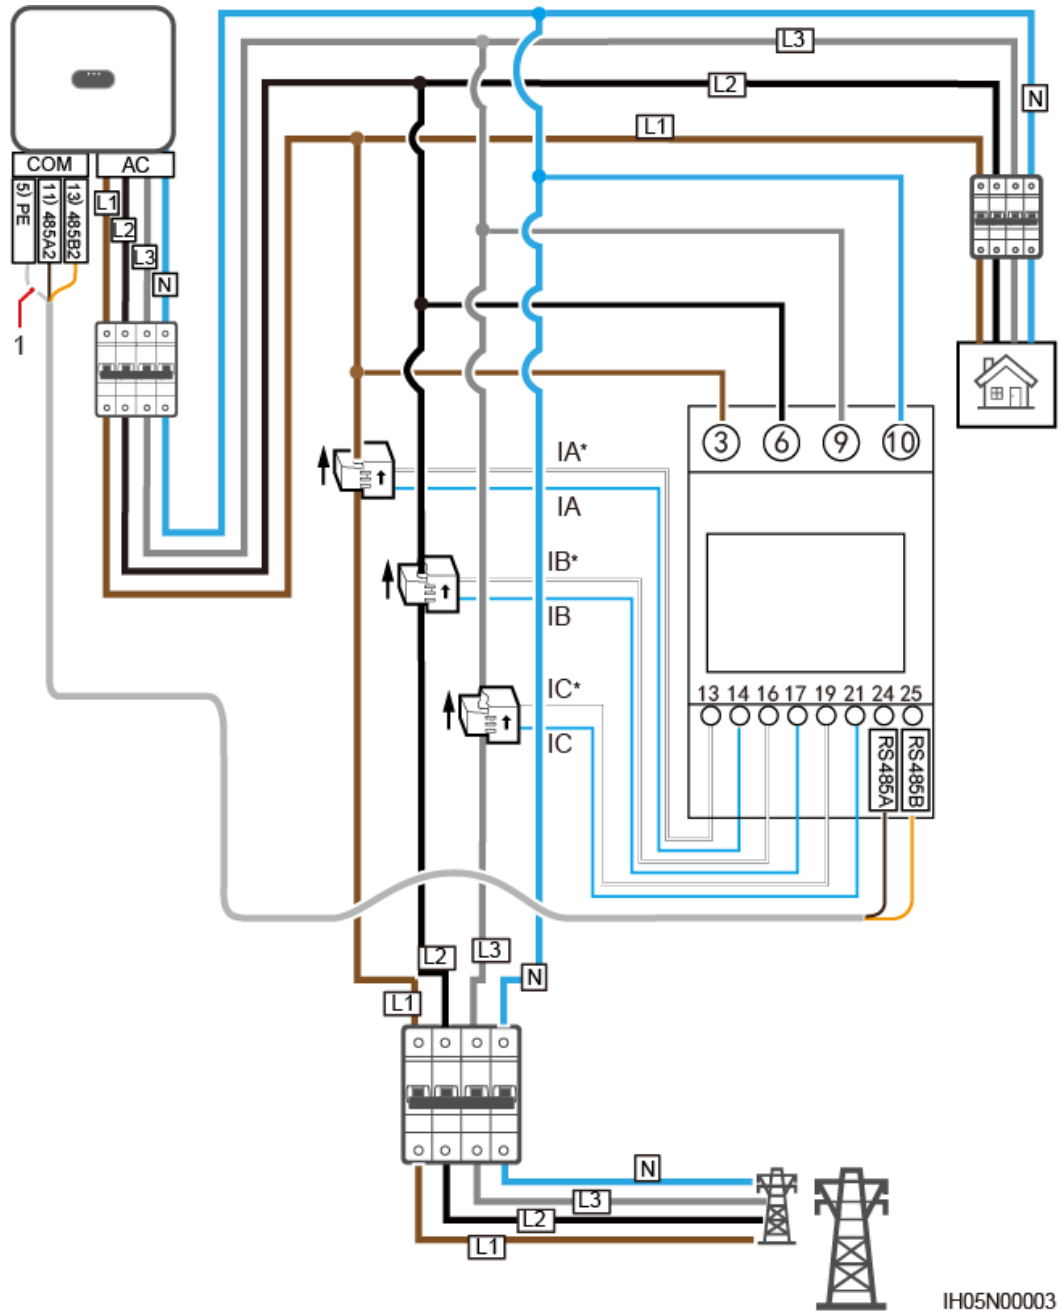 L3
L2
N
L1
COM
AC
5) PE
11) 485A2
13) 485B2
L1
L2
L3
N
1
3
6
9
10
IA*
IA
IB*
IB
IC*
IC
13 14 16 17 19 21 24 25
RS485A
RS485B
L2
L3
N
L1
N
L3
L2
L1
IH05N00003